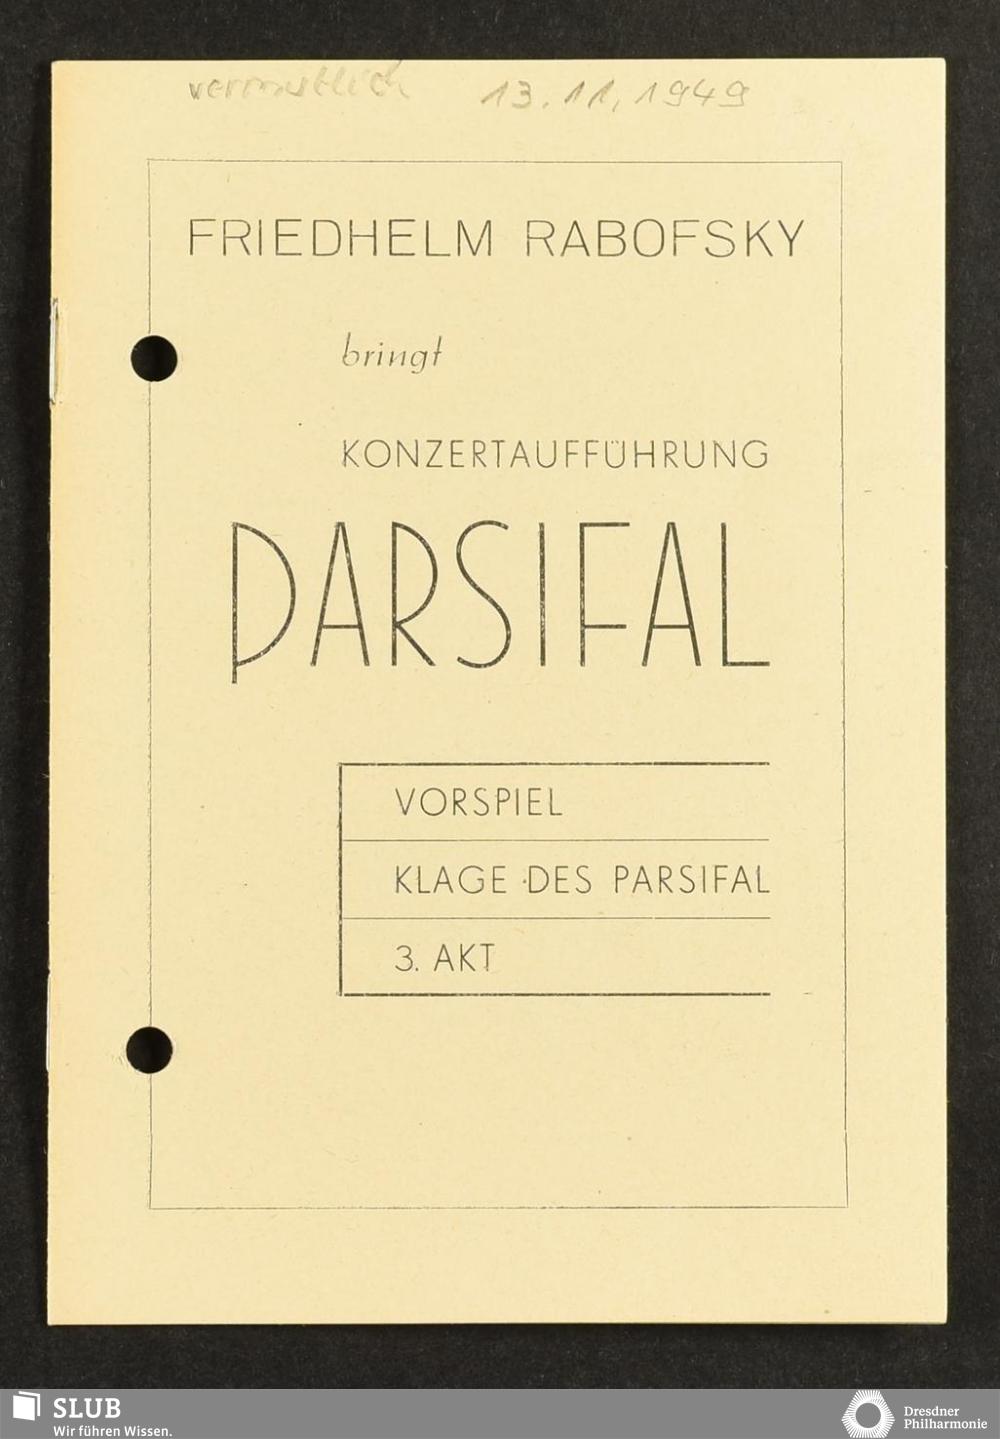 vermutlich 13.11.1949
FRIEDHELM RABOFSKY
bringt
KONZERTAUFFÜHRUNG
PARSIFAL
VORSPIEL
KLAGE DES PARSIFAL
3. AKT
SLUB
Wir führen Wissen.
Dresdner
Philharmonie